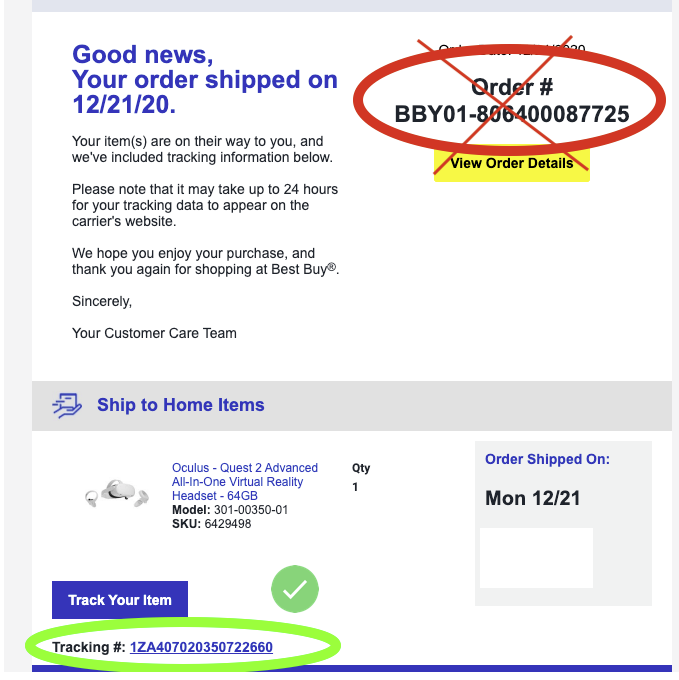 Good news,
Your order shipped on
12/21/20.
Your item(s) are on their way to you, and
we've included tracking information below.
Please note that it may take up to 24 hours
for your tracking data to appear on the
carrier's website.
We hope you enjoy your purchase, and
thank you again for shopping at Best Buy®.
Sincerely,
Your Customer Care Team
Order #
BBY01-806400087725
View Order Details
Ship to Home Items
Oculus - Quest 2 Advanced
All-In-One Virtual Reality
Headset - 64GB
Model: 301-00350-01
SKU: 6429498
Qty
1
Order Shipped On:
Mon 12/21
Track Your Item
Tracking #: 1ZA407020350722660